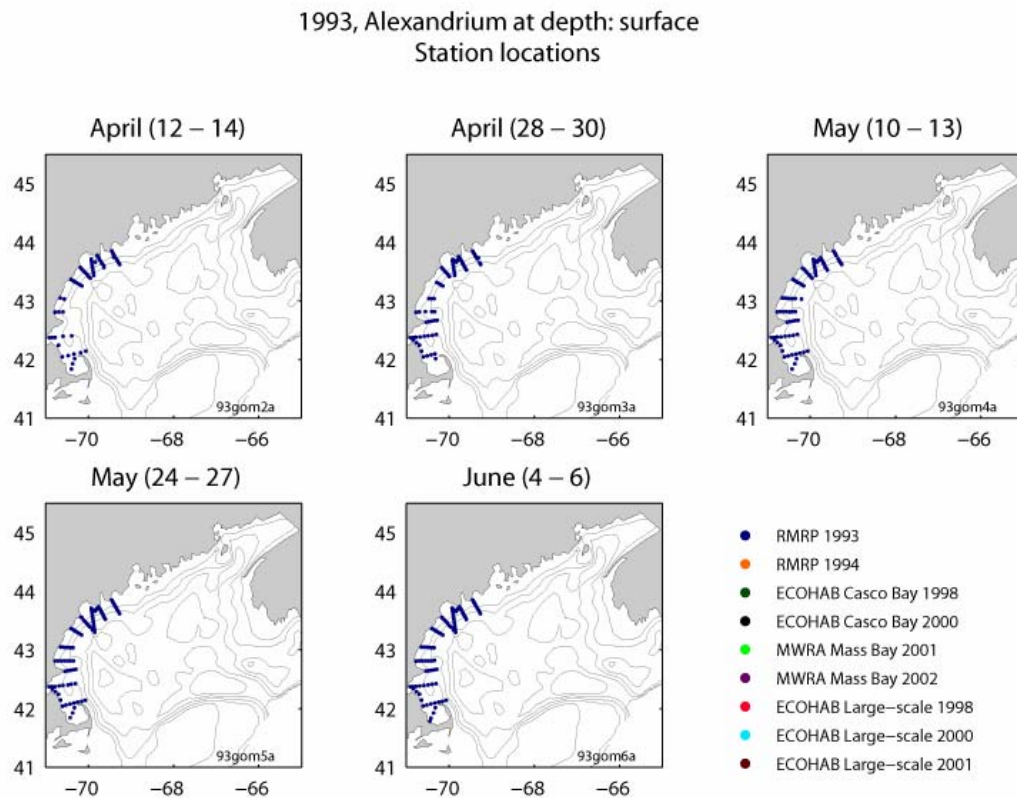 1993, Alexandrium at depth: surface
Station locations
April (12 − 14)
April (28 − 30)
May (10 − 13)
45
44
43
42
41
−70
−68
−66
93gom2a
45
44
43
42
41
−70
−68
−66
93gom3a
45
44
43
42
41
−70
−68
−66
93gom4a
May (24 − 27)
June (4 − 6)
45
44
43
42
41
−70
−68
−66
93gom5a
45
44
43
42
41
−70
−68
−66
93gom6a
RMRP 1993
RMRP 1994
ECOHAB Casco Bay 1998
ECOHAB Casco Bay 2000
MWRA Mass Bay 2001
MWRA Mass Bay 2002
ECOHAB Large−scale 1998
ECOHAB Large−scale 2000
ECOHAB Large−scale 2001